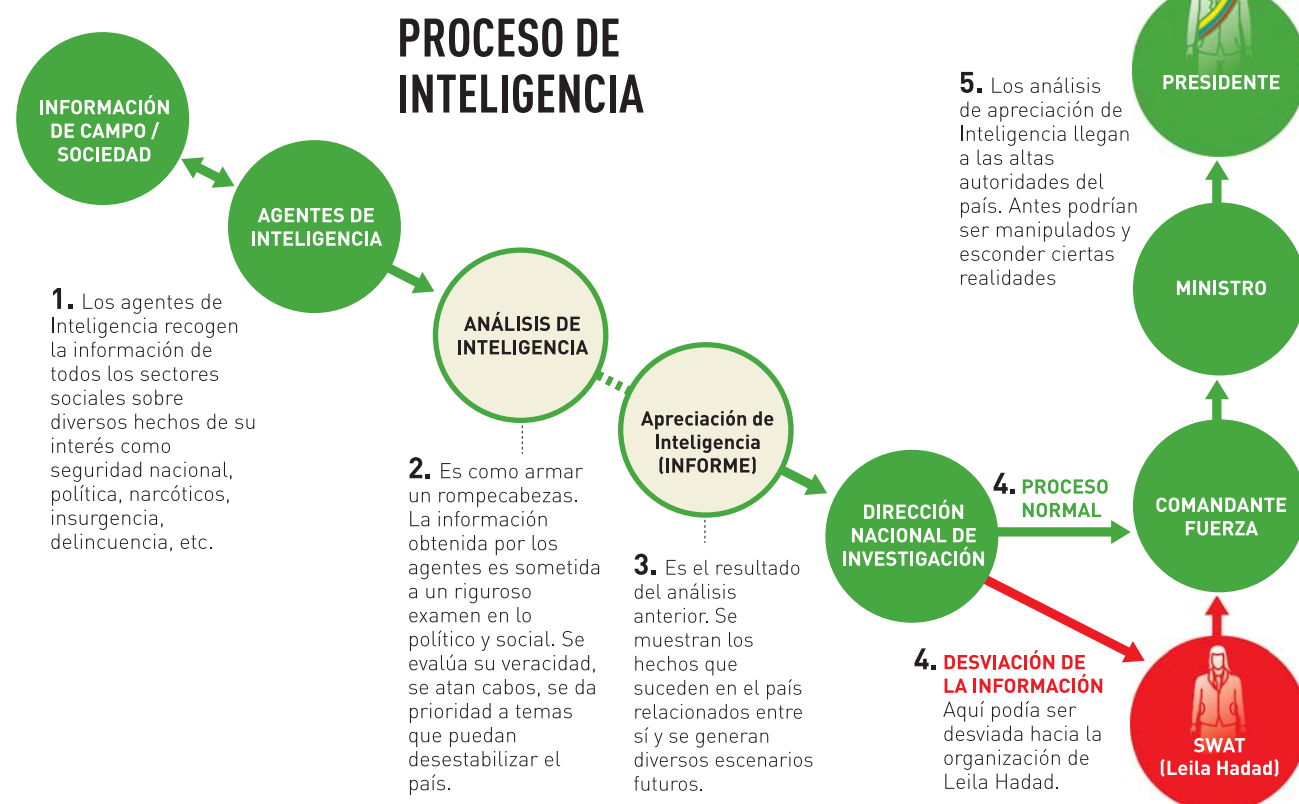 PROCESO DE
INTELIGENCIA
INFORMACIÓN
DE CAMPO /
SOCIEDAD
AGENTES DE
INTELIGENCIA
1. Los agentes de
Inteligencia recogen
la información de
todos los sectores
sociales sobre
diversos hechos de su
interés como
seguridad nacional,
política, narcóticos,
insurgencia,
delincuencia, etc.
ANÁLISIS DE
INTELIGENCIA
2. Es como armar
un rompecabezas.
La información
obtenida por los
agentes es sometida
a un riguroso
examen en lo
político y social. Se
evalúa su veracidad,
se atan cabos, se da
prioridad a temas
que puedan
desestabilizar el
país.
Apreciación de
Inteligencia
(INFORME)
3. Es el resultado
del análisis
anterior. Se
muestran los
hechos que
suceden en el país
relacionados entre
sí y se generan
diversos escenarios
futuros.
DIRECCIÓN
NACIONAL DE
INVESTIGACIÓN
4. PROCESO
NORMAL
4. DESVIACIÓN DE
LA INFORMACIÓN
Aquí podía ser
desviada hacia la
organización de
Leila Hadad.
SWAT
(Leila Hadad)
COMANDANTE
FUERZA
MINISTRO
PRESIDENTE
5. Los análisis
de apreciación de
Inteligencia llegan
a las altas
autoridades del
país. Antes podrían
ser manipulados y
esconder ciertas
realidades